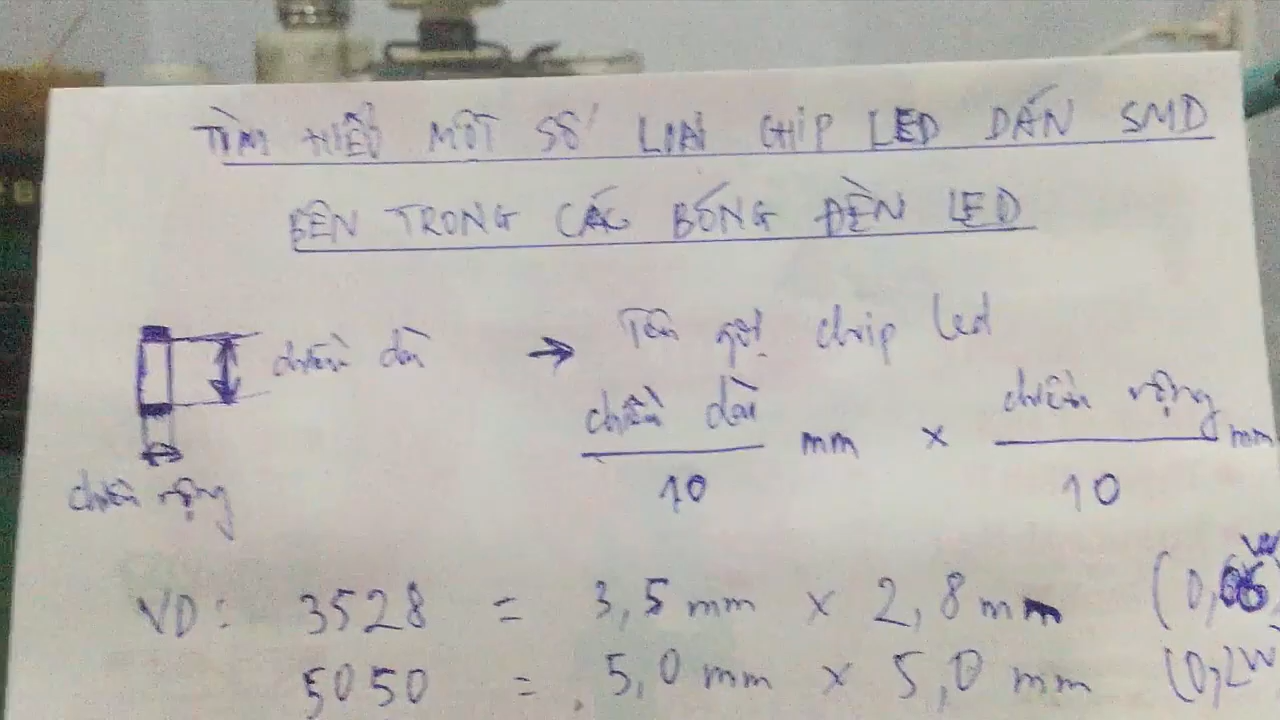 TÌM HIỂU MỘT SỐ LOẠI CHIP LED DÁN SMD
BÊN TRONG CÁC BÓNG ĐÈN LED
chiều dài
chiều rộng
→ Tên gọi chip led
chiều dài / 10 mm x chiều rộng / 10 mm
VD: 3528 = 3,5 mm x 2,8 mm (0,06W
5050 = 5,0 mm x 5,0 mm (0,2W